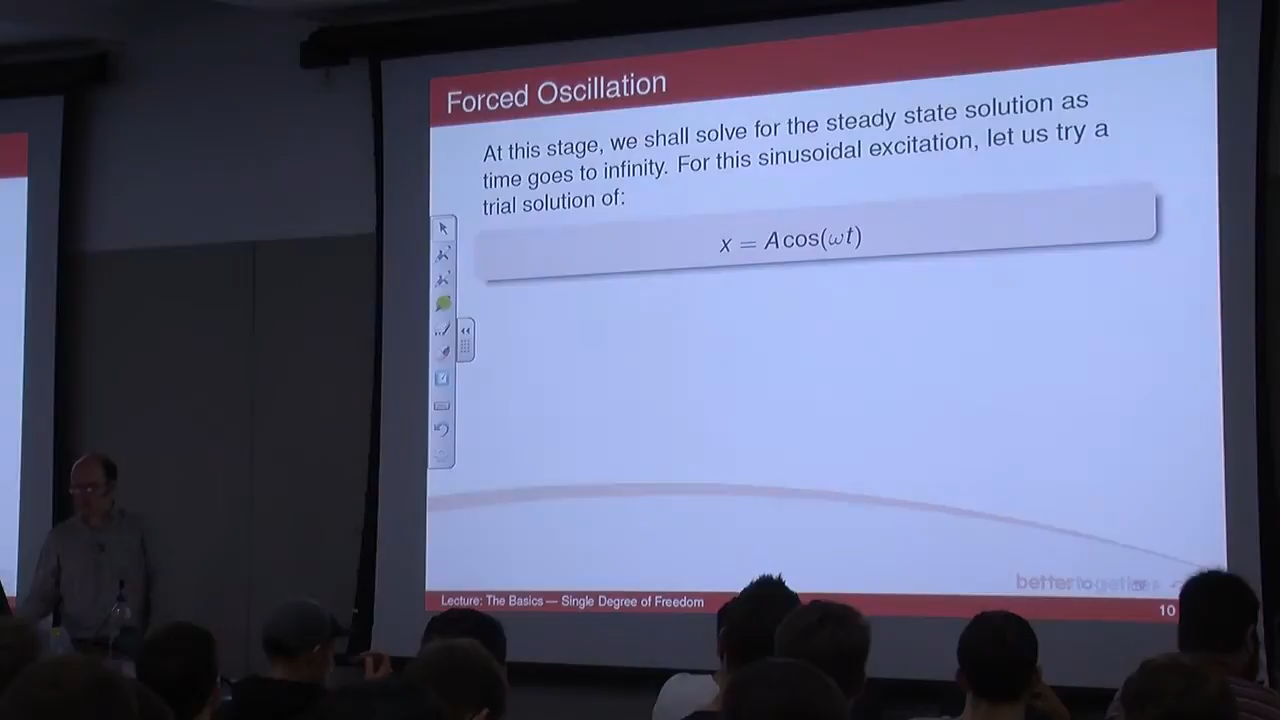 Forced Oscillation
At this stage, we shall solve for the steady state solution as
time goes to infinity. For this sinusoidal excitation, let us try a
trial solution of:
x = A cos(ωt)
better together
Lecture: The Basics — Single Degree of Freedom
10